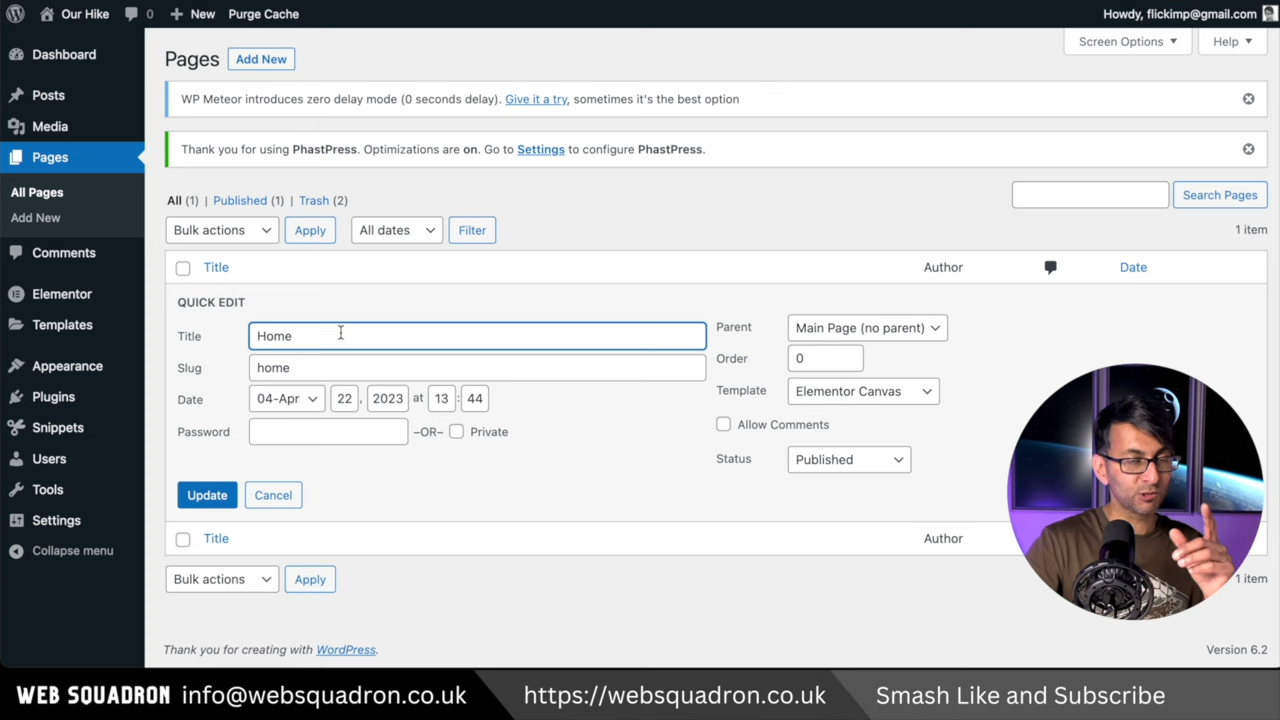 Our Hike 0 New Purge Cache Howdy, flickimp@gmail.com
Dashboard
Posts
Media
Pages
All Pages
Add New
Comments
Elementor
Templates
Appearance
Plugins
Snippets
Users
Tools
Settings
Collapse menu
Screen Options Help
Pages Add New
WP Meteor introduces zero delay mode (0 seconds delay). Give it a try, sometimes it's the best option
Thank you for using PhastPress. Optimizations are on. Go to Settings to configure PhastPress.
All (1) | Published (1) | Trash (2) Search Pages
Bulk actions Apply All dates Filter 1 item
Title Author Date
QUICK EDIT
Title Home
Slug home
Date 04-Apr 22 , 2023 at 13 : 44
Password –OR– Private
Parent Main Page (no parent)
Order 0
Template Elementor Canvas
Allow Comments
Status Published
Update Cancel
Title Author
Bulk actions Apply 1 item
Thank you for creating with WordPress. Version 6.2
WEB SQUADRON info@websquadron.co.uk https://websquadron.co.uk Smash Like and Subscribe